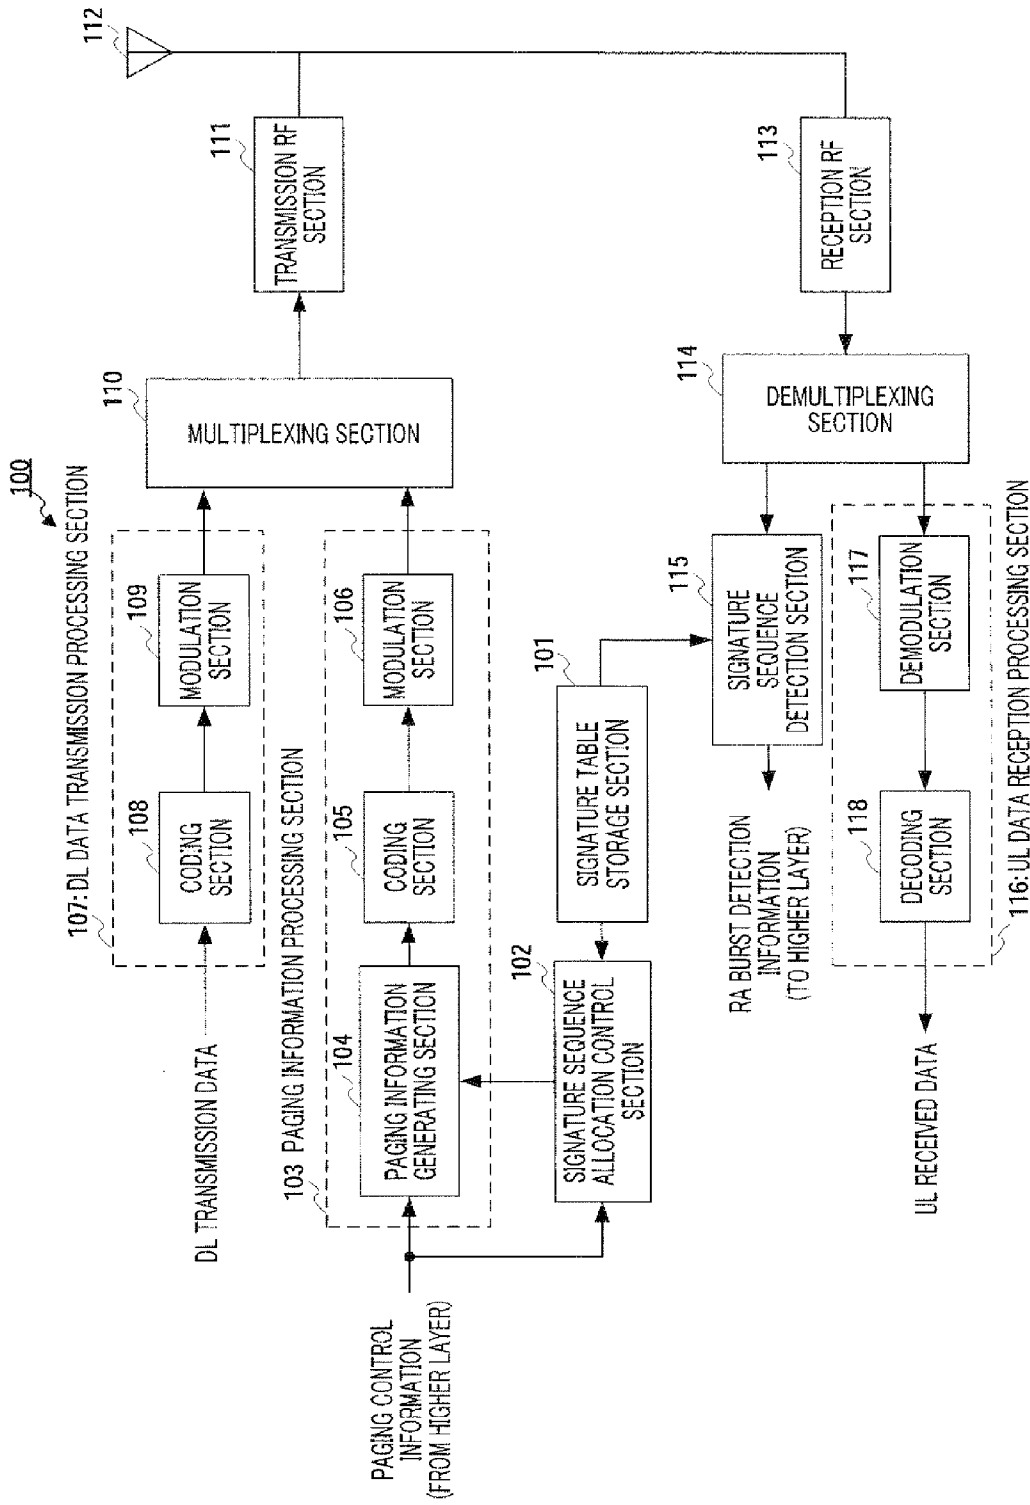 100
107: DL DATA TRANSMISSION PROCESSING SECTION
DL TRANSMISSION DATA
108
CODING
SECTION
109
MODULATION
SECTION
110
MULTIPLEXING SECTION
111
TRANSMISSION RF
SECTION
112
103 PAGING INFORMATION PROCESSING SECTION
PAGING CONTROL
INFORMATION
(FROM HIGHER LAYER)
104
PAGING INFORMATION
GENERATING SECTION
105
CODING
SECTION
106
MODULATION
SECTION
102
SIGNATURE SEQUENCE
ALLOCATION CONTROL
SECTION
101
SIGNATURE TABLE
STORAGE SECTION
RA BURST DETECTION
INFORMATION
(TO HIGHER LAYER)
115
SIGNATURE
SEQUENCE
DETECTION SECTION
114
DEMULTIPLEXING
SECTION
113
RECEPTION RF
SECTION
UL RECEIVED DATA
118
DECODING
SECTION
117
DEMODULATION
SECTION
116: UL DATA RECEPTION PROCESSING SECTION